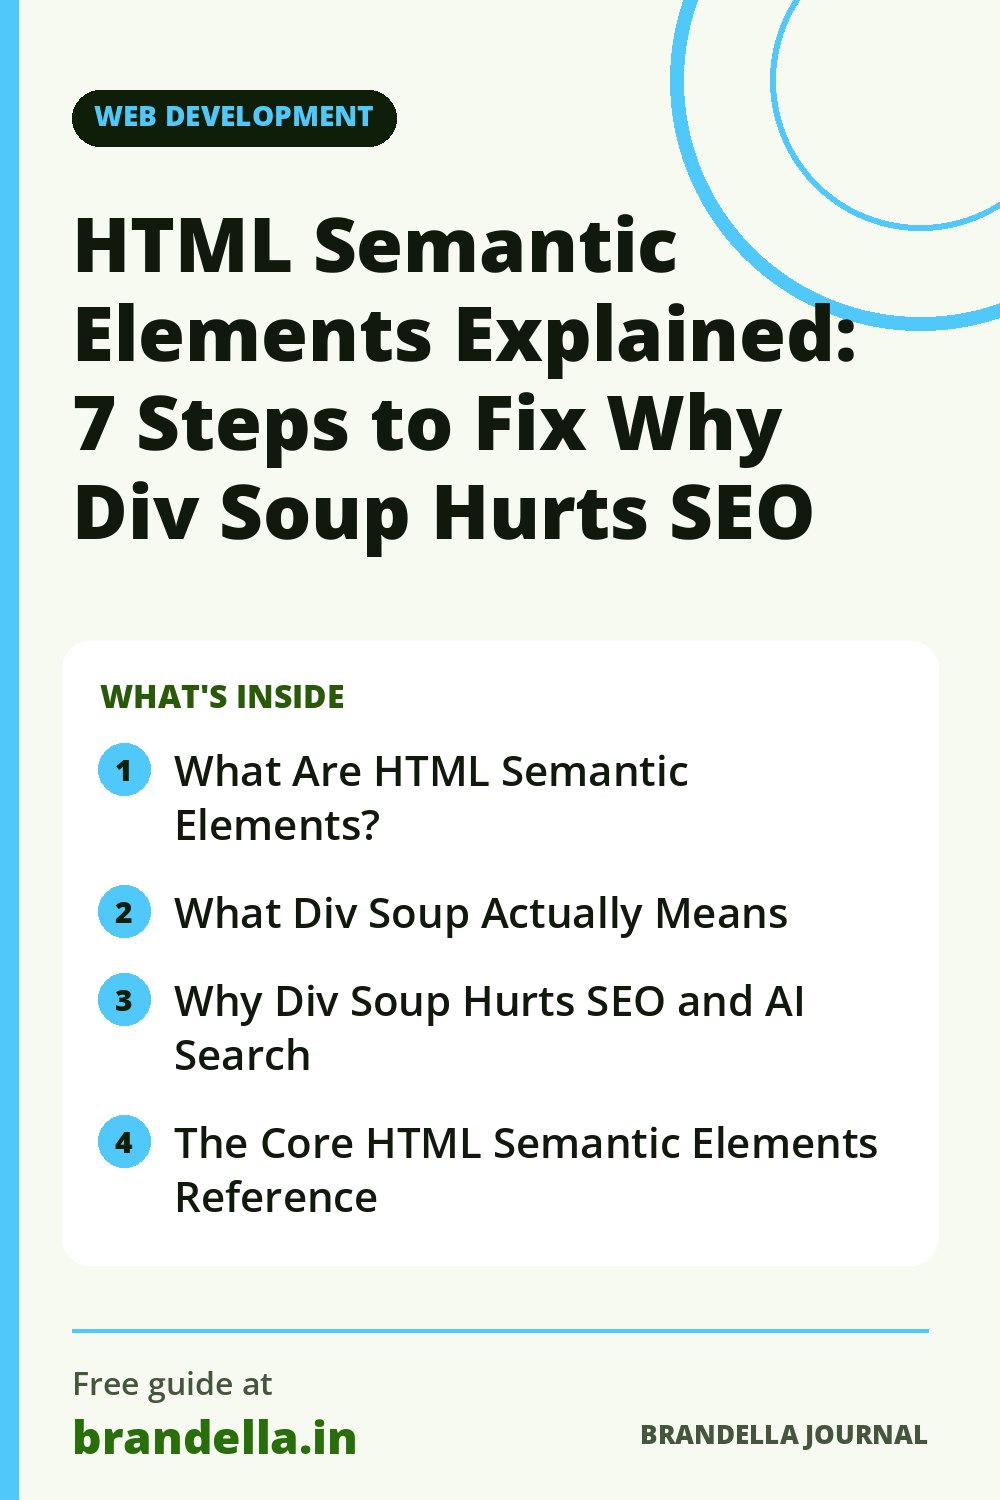 WEB DEVELOPMENT
HTML Semantic
Elements Explained:
7 Steps to Fix Why
Div Soup Hurts SEO
WHAT'S INSIDE
1 What Are HTML Semantic
Elements?
2 What Div Soup Actually Means
3 Why Div Soup Hurts SEO and AI
Search
4 The Core HTML Semantic Elements
Reference
Free guide at
brandella.in
BRANDELLA JOURNAL